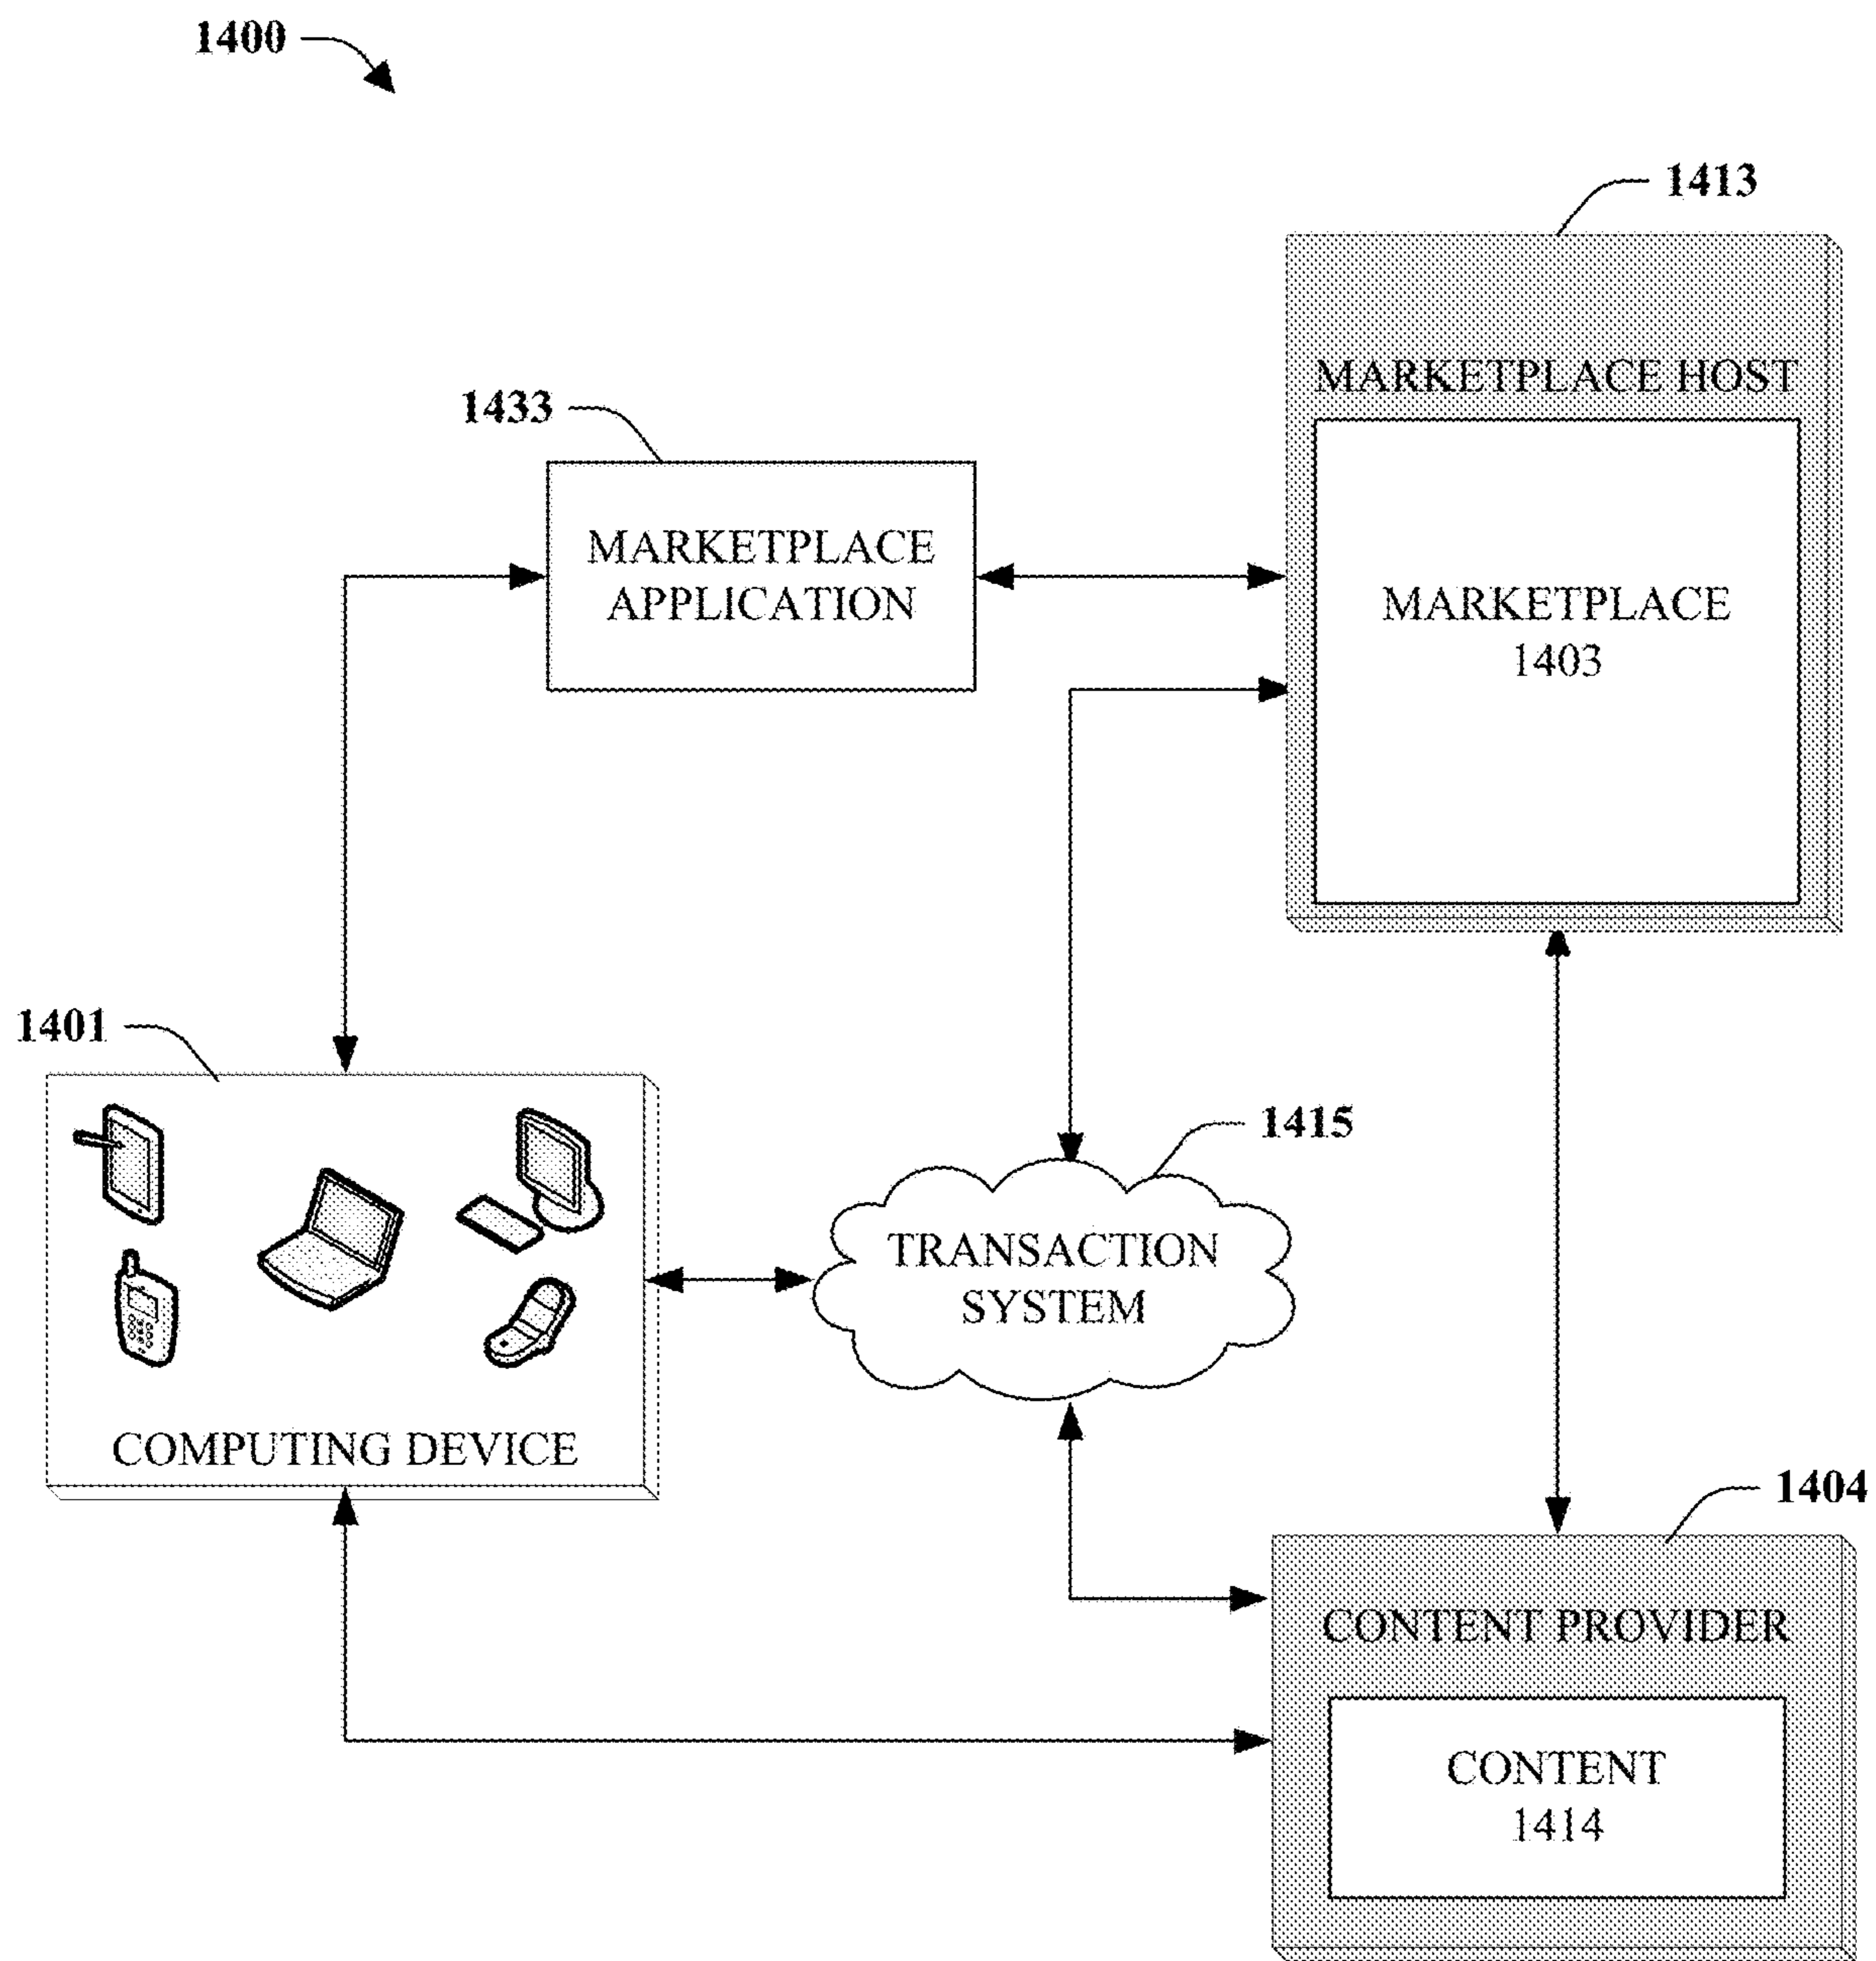 1400
1413
MARKETPLACE HOST
1433
MARKETPLACE
APPLICATION
MARKETPLACE
1403
1401
1415
TRANSACTION
SYSTEM
COMPUTING DEVICE
1404
CONTENT PROVIDER
CONTENT
1414